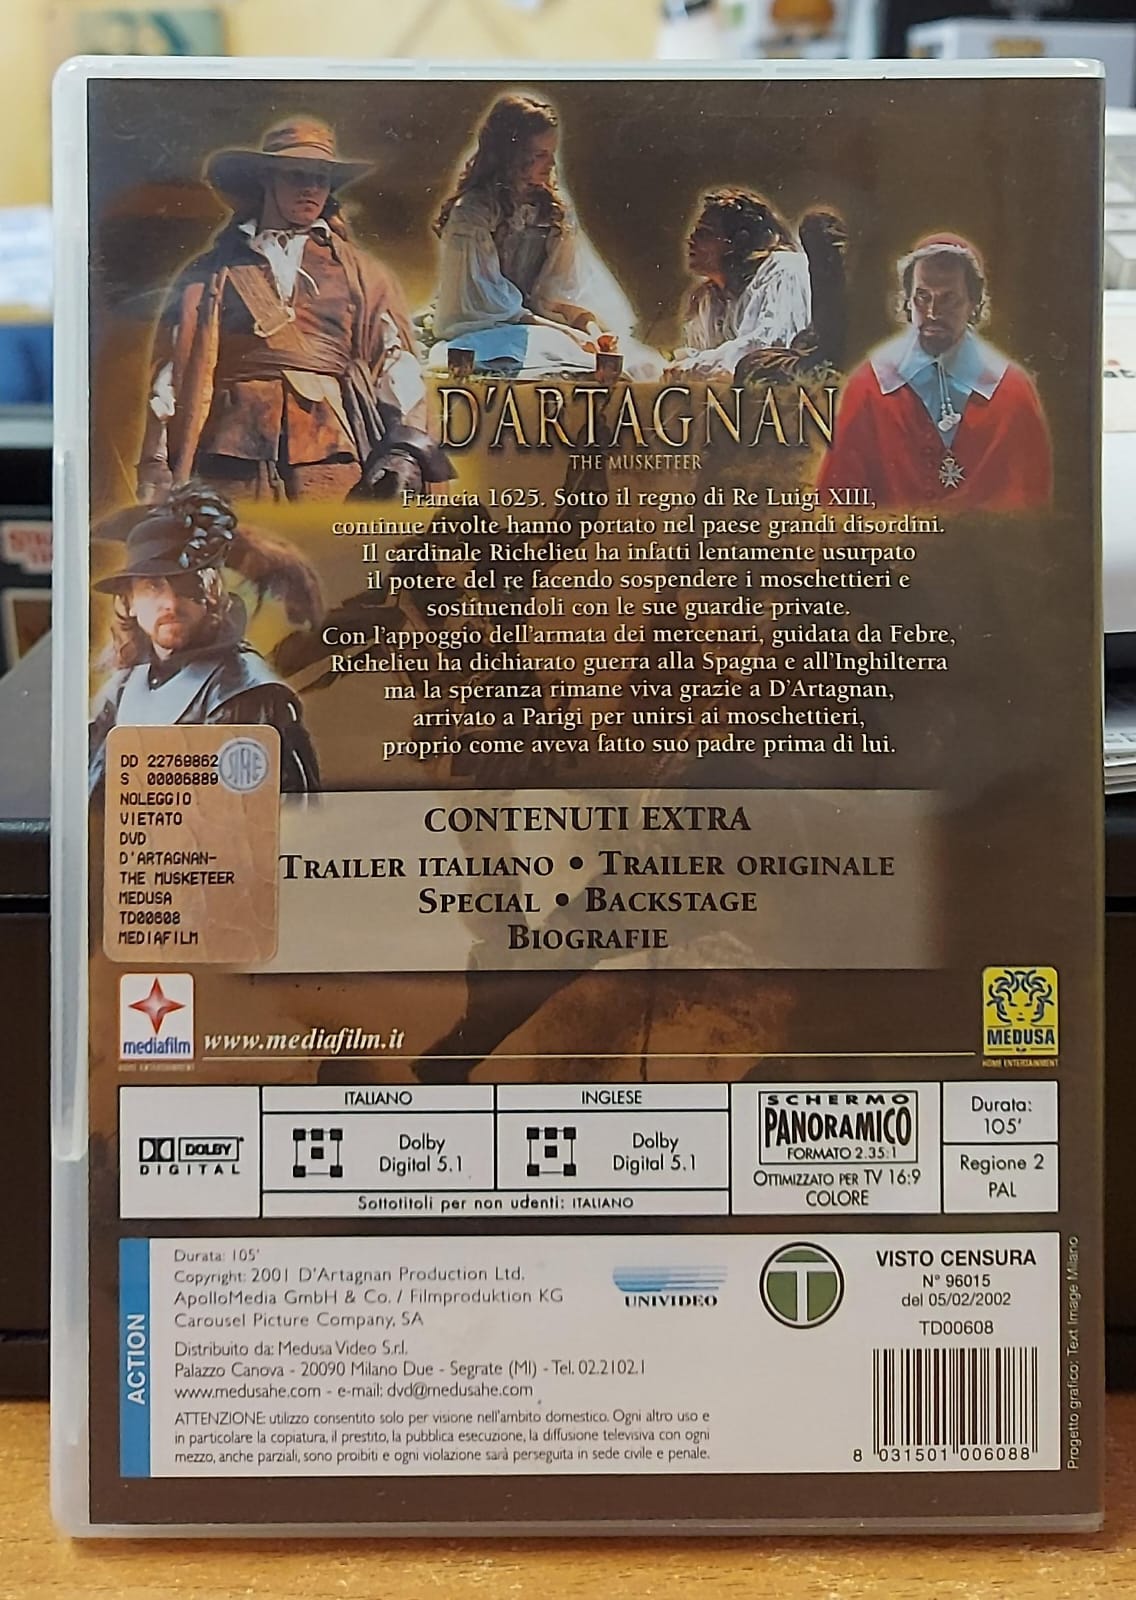 D'ARTAGNAN
THE MUSKETEER
Francia 1625. Sotto il regno di Re Luigi XIII,
continue rivolte hanno portato nel paese grandi disordini.
Il cardinale Richelieu ha infatti lentamente usurpato
il potere del re facendo sospendere i moschettieri e
sostituendoli con le sue guardie private.
Con l'appoggio dell'armata dei mercenari, guidata da Febre,
Richelieu ha dichiarato guerra alla Spagna e all'Inghilterra
ma la speranza rimane viva grazie a D'Artagnan,
arrivato a Parigi per unirsi ai moschettieri,
proprio come aveva fatto suo padre prima di lui.
DD 22769862
SIAE
S 00006889
NOLEGGIO
VIETATO
DVD
D'ARTAGNAN-
THE MUSKETEER
MEDUSA
TD00608
MEDIAFILM
CONTENUTI EXTRA
TRAILER ITALIANO • TRAILER ORIGINALE
SPECIAL • BACKSTAGE
BIOGRAFIE
mediafilm
HOME ENTERTAINMENT
www.mediafilm.it
MEDUSA
HOME ENTERTAINMENT
DOLBY
DIGITAL
ITALIANO
Dolby
Digital 5.1
INGLESE
Dolby
Digital 5.1
Sottotitoli per non udenti: ITALIANO
SCHERMO
PANORAMICO
FORMATO 2.35:1
OTTIMIZZATO PER TV 16:9
COLORE
Durata:
105'
Regione 2
PAL
ACTION
Durata: 105'
Copyright: 2001 D'Artagnan Production Ltd.
ApolloMedia GmbH & Co. / Filmproduktion KG
Carousel Picture Company, SA
Distribuito da: Medusa Video S.r.l.
Palazzo Canova - 20090 Milano Due - Segrate (MI) - Tel. 02.2102.1
www.medusahe.com - e-mail: dvd@medusahe.com
ATTENZIONE: utilizzo consentito solo per visione nell'ambito domestico. Ogni altro uso e
in particolare la copiatura, il prestito, la pubblica esecuzione, la diffusione televisiva con ogni
mezzo, anche parziali, sono proibiti e ogni violazione sarà perseguita in sede civile e penale.
UNIVIDEO
T
VISTO CENSURA
N° 96015
del 05/02/2002
TD00608
8 031501 006088
Progetto grafico: Text Image Milano